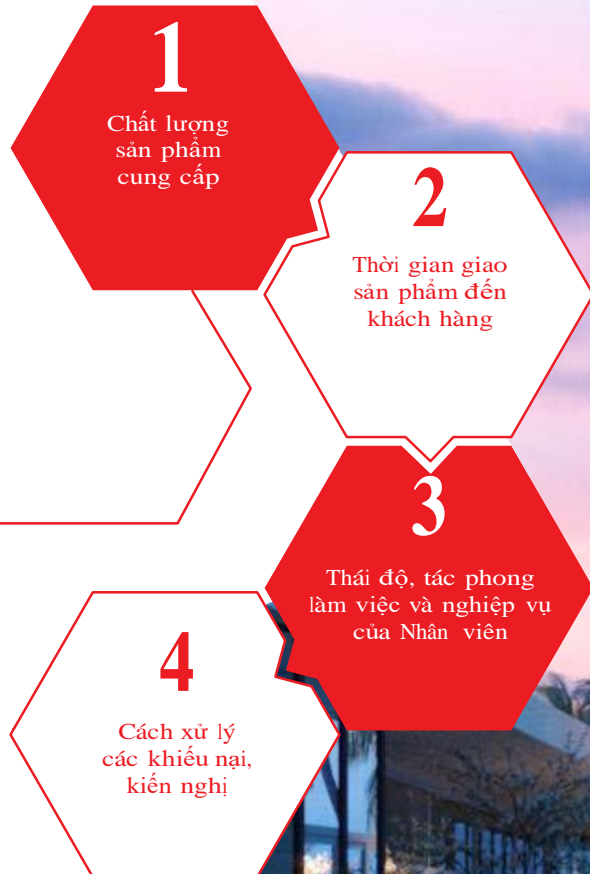 1
Chất lượng
sản phẩm
cung cấp
2
Thời gian giao
sản phẩm đến
khách hàng
3
Thái độ, tác phong
làm việc và nghiệp vụ
của Nhân viên
4
Cách xử lý
các khiếu nại,
kiến nghị